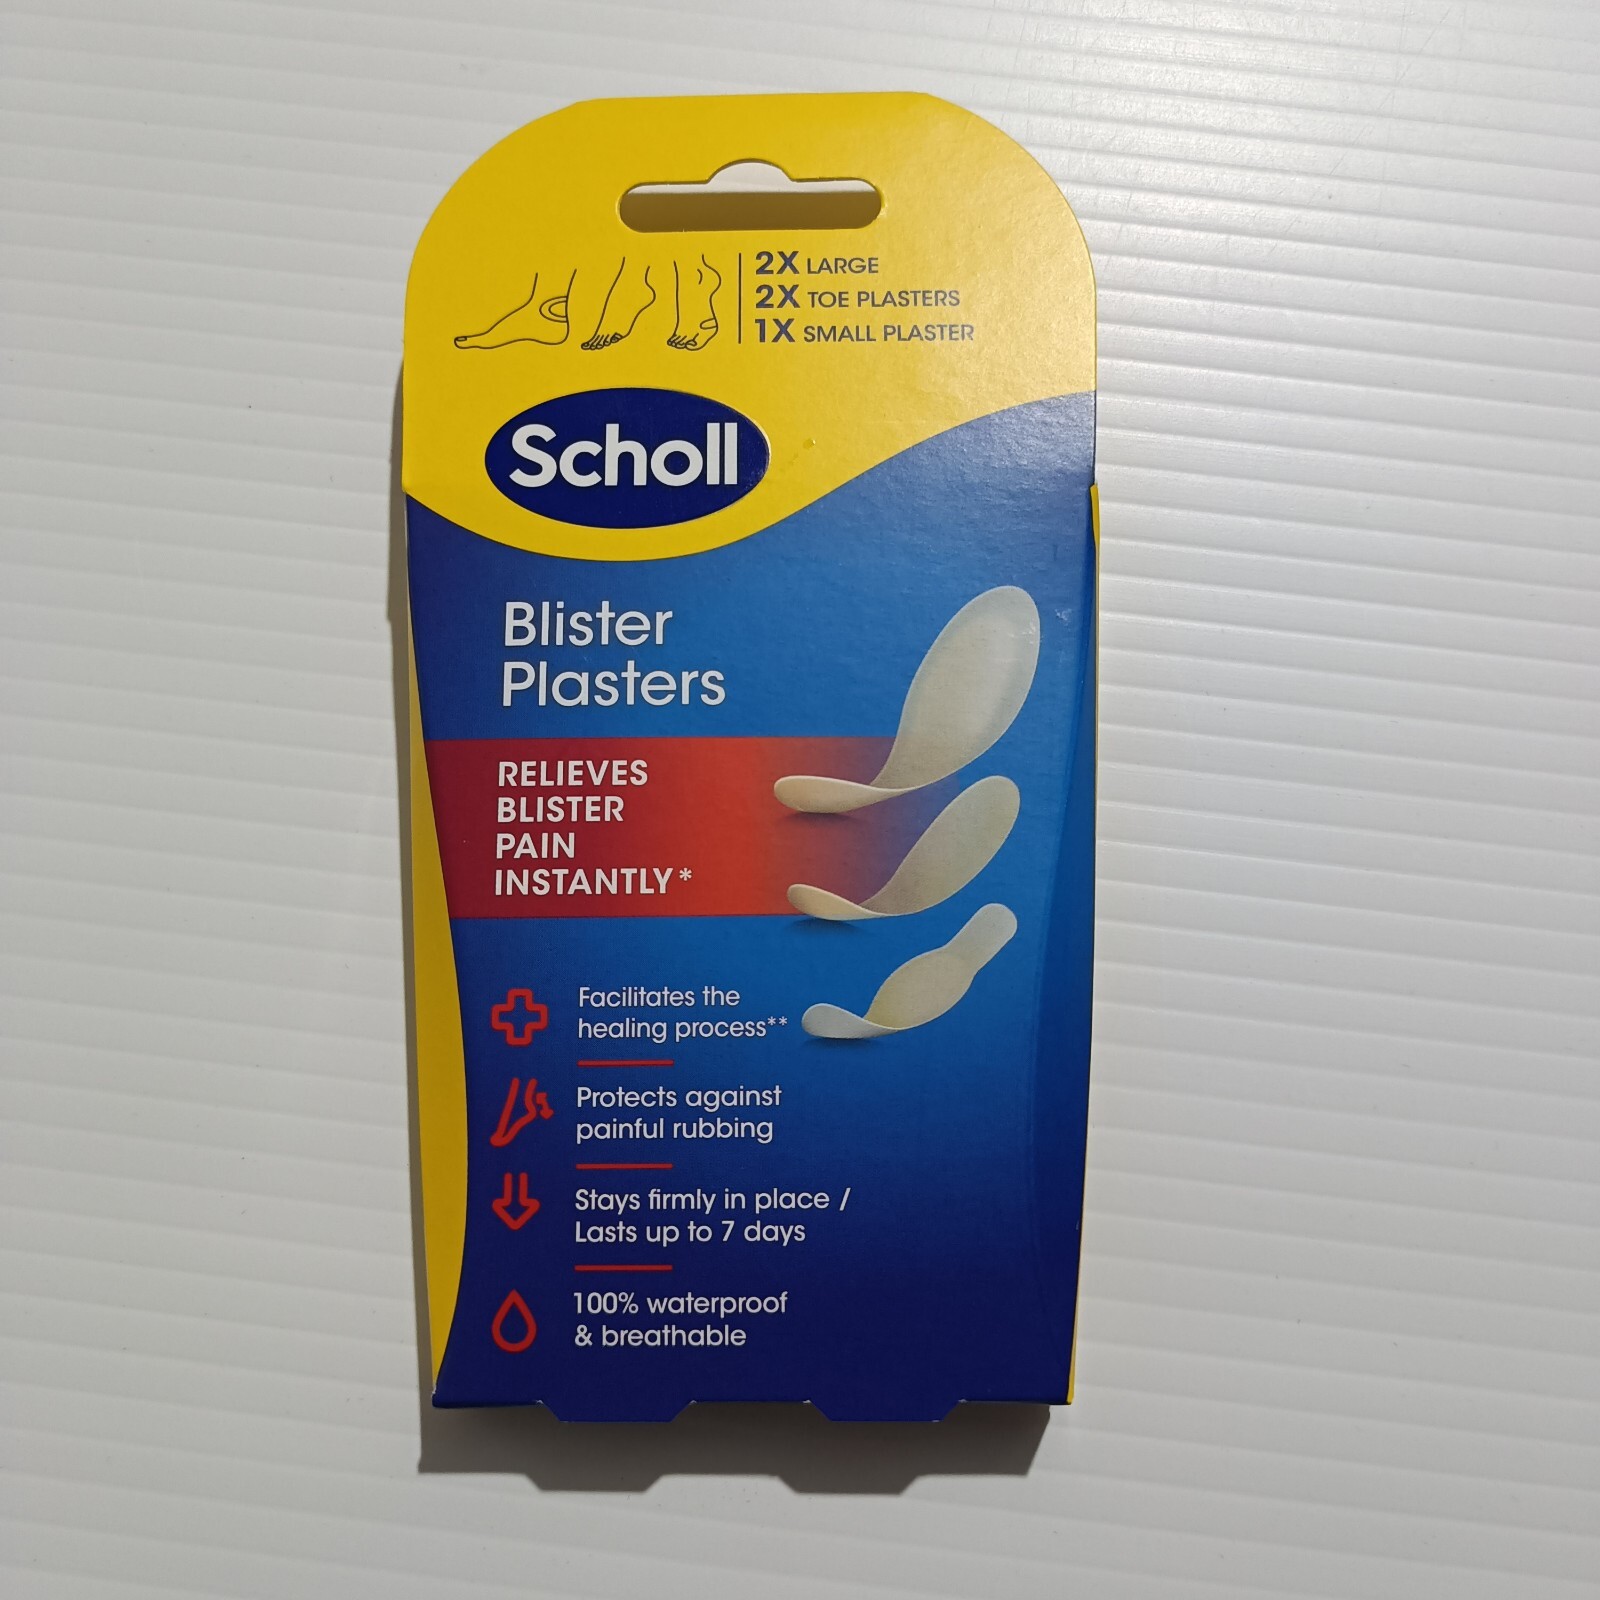 2X LARGE
2X TOE PLASTERS
1X SMALL PLASTER
Scholl
Blister
Plasters
RELIEVES
BLISTER
PAIN
INSTANTLY*
Facilitates the
healing process**
Protects against
painful rubbing
Stays firmly in place /
Lasts up to 7 days
100% waterproof
& breathable